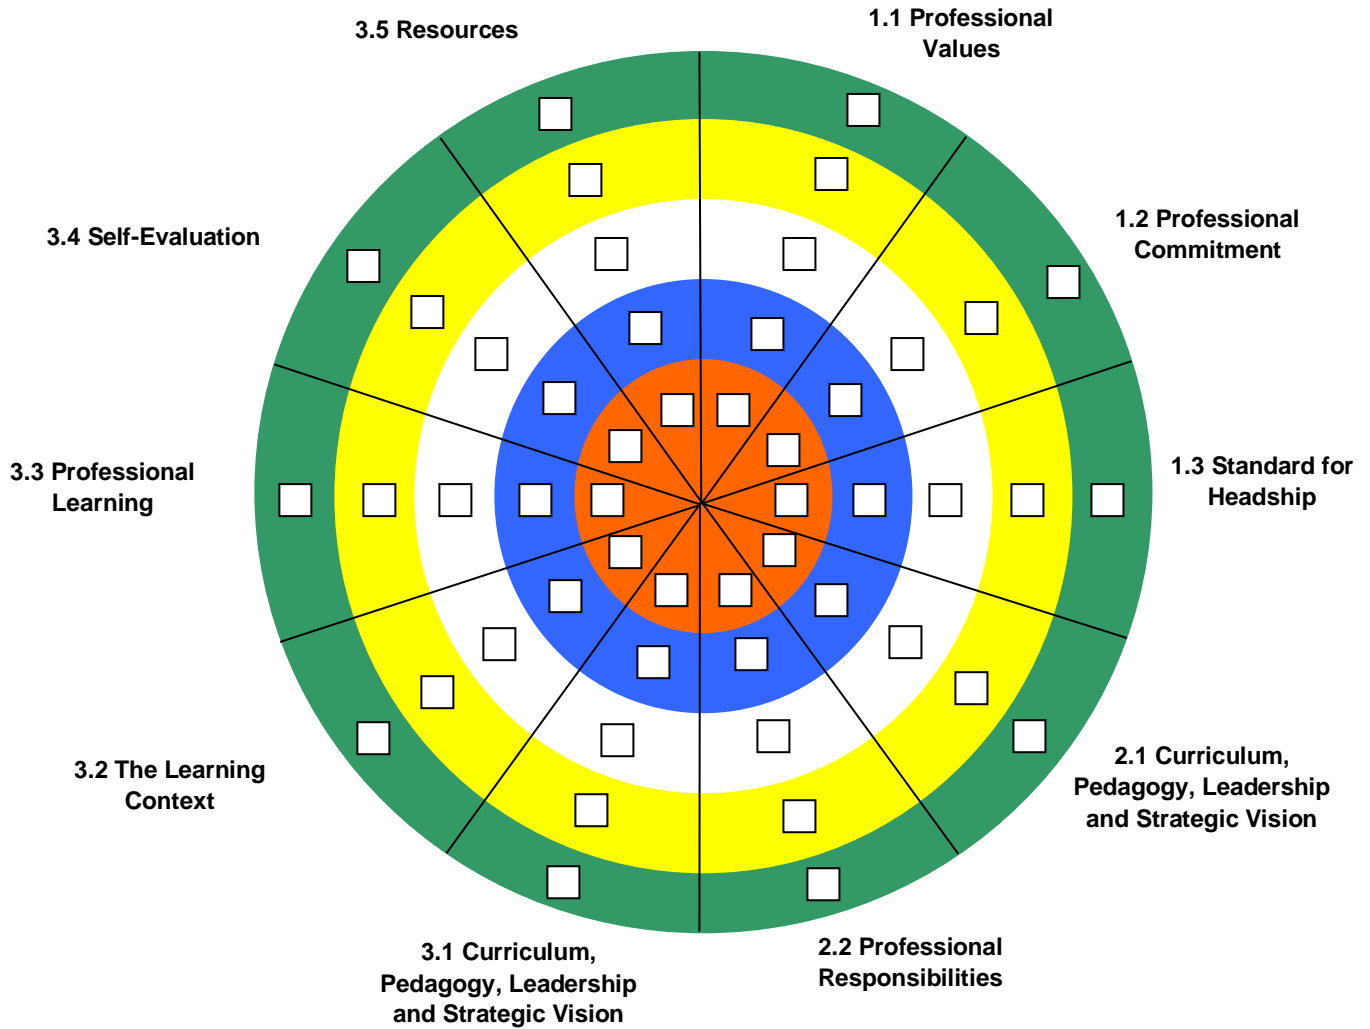 1.1 Professional
Values
1.2 Professional
Commitment
1.3 Standard for
Headship
2.1 Curriculum,
Pedagogy, Leadership
and Strategic Vision
2.2 Professional
Responsibilities
3.1 Curriculum,
Pedagogy, Leadership
and Strategic Vision
3.2 The Learning
Context
3.3 Professional
Learning
3.4 Self-Evaluation
3.5 Resources